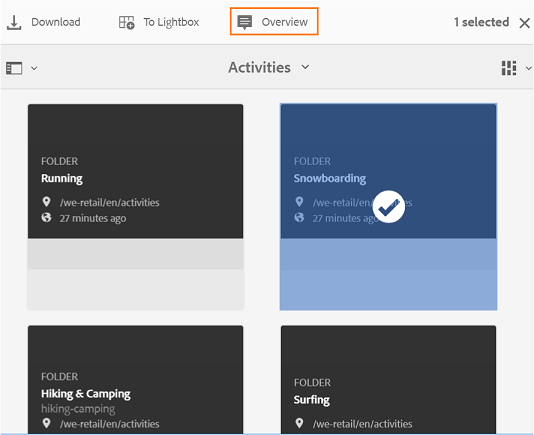 Download To Lightbox Overview 1 selected
Activities
FOLDER
Running
/we-retail/en/activities
27 minutes ago
FOLDER
Snowboarding
/we-retail/en/activities
27 minutes ago
FOLDER
Hiking & Camping
hiking-camping
/we-retail/en/activities
FOLDER
Surfing
/we-retail/en/activities